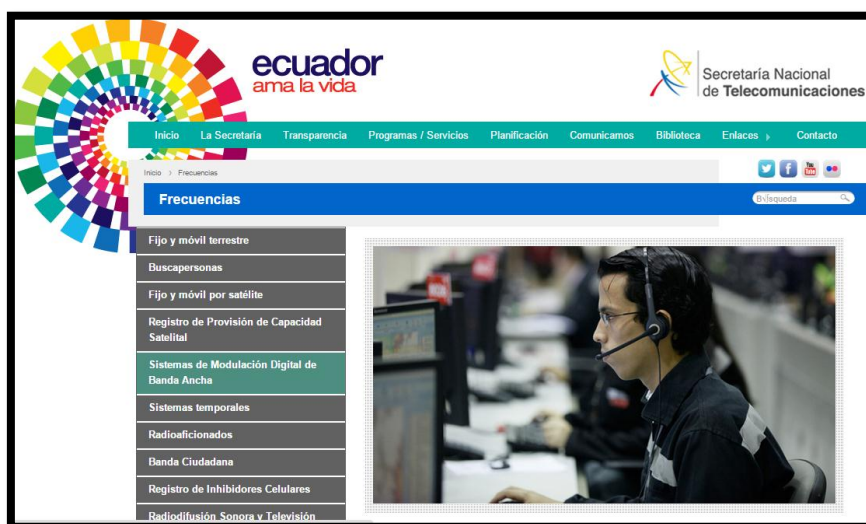 ecuador
ama la vida
Secretaría Nacional
de Telecomunicaciones
Inicio La Secretaría Transparencia Programas / Servicios Planificación Comunicamos Biblioteca Enlaces Contacto
Inicio > Frecuencias
You
Tube
Frecuencias
Búsqueda
Fijo y móvil terrestre
Buscapersonas
Fijo y móvil por satélite
Registro de Provisión de Capacidad
Satelital
Sistemas de Modulación Digital de
Banda Ancha
Sistemas temporales
Radioaficionados
Banda Ciudadana
Registro de Inhibidores Celulares
Radiodifusión Sonora y Televisión